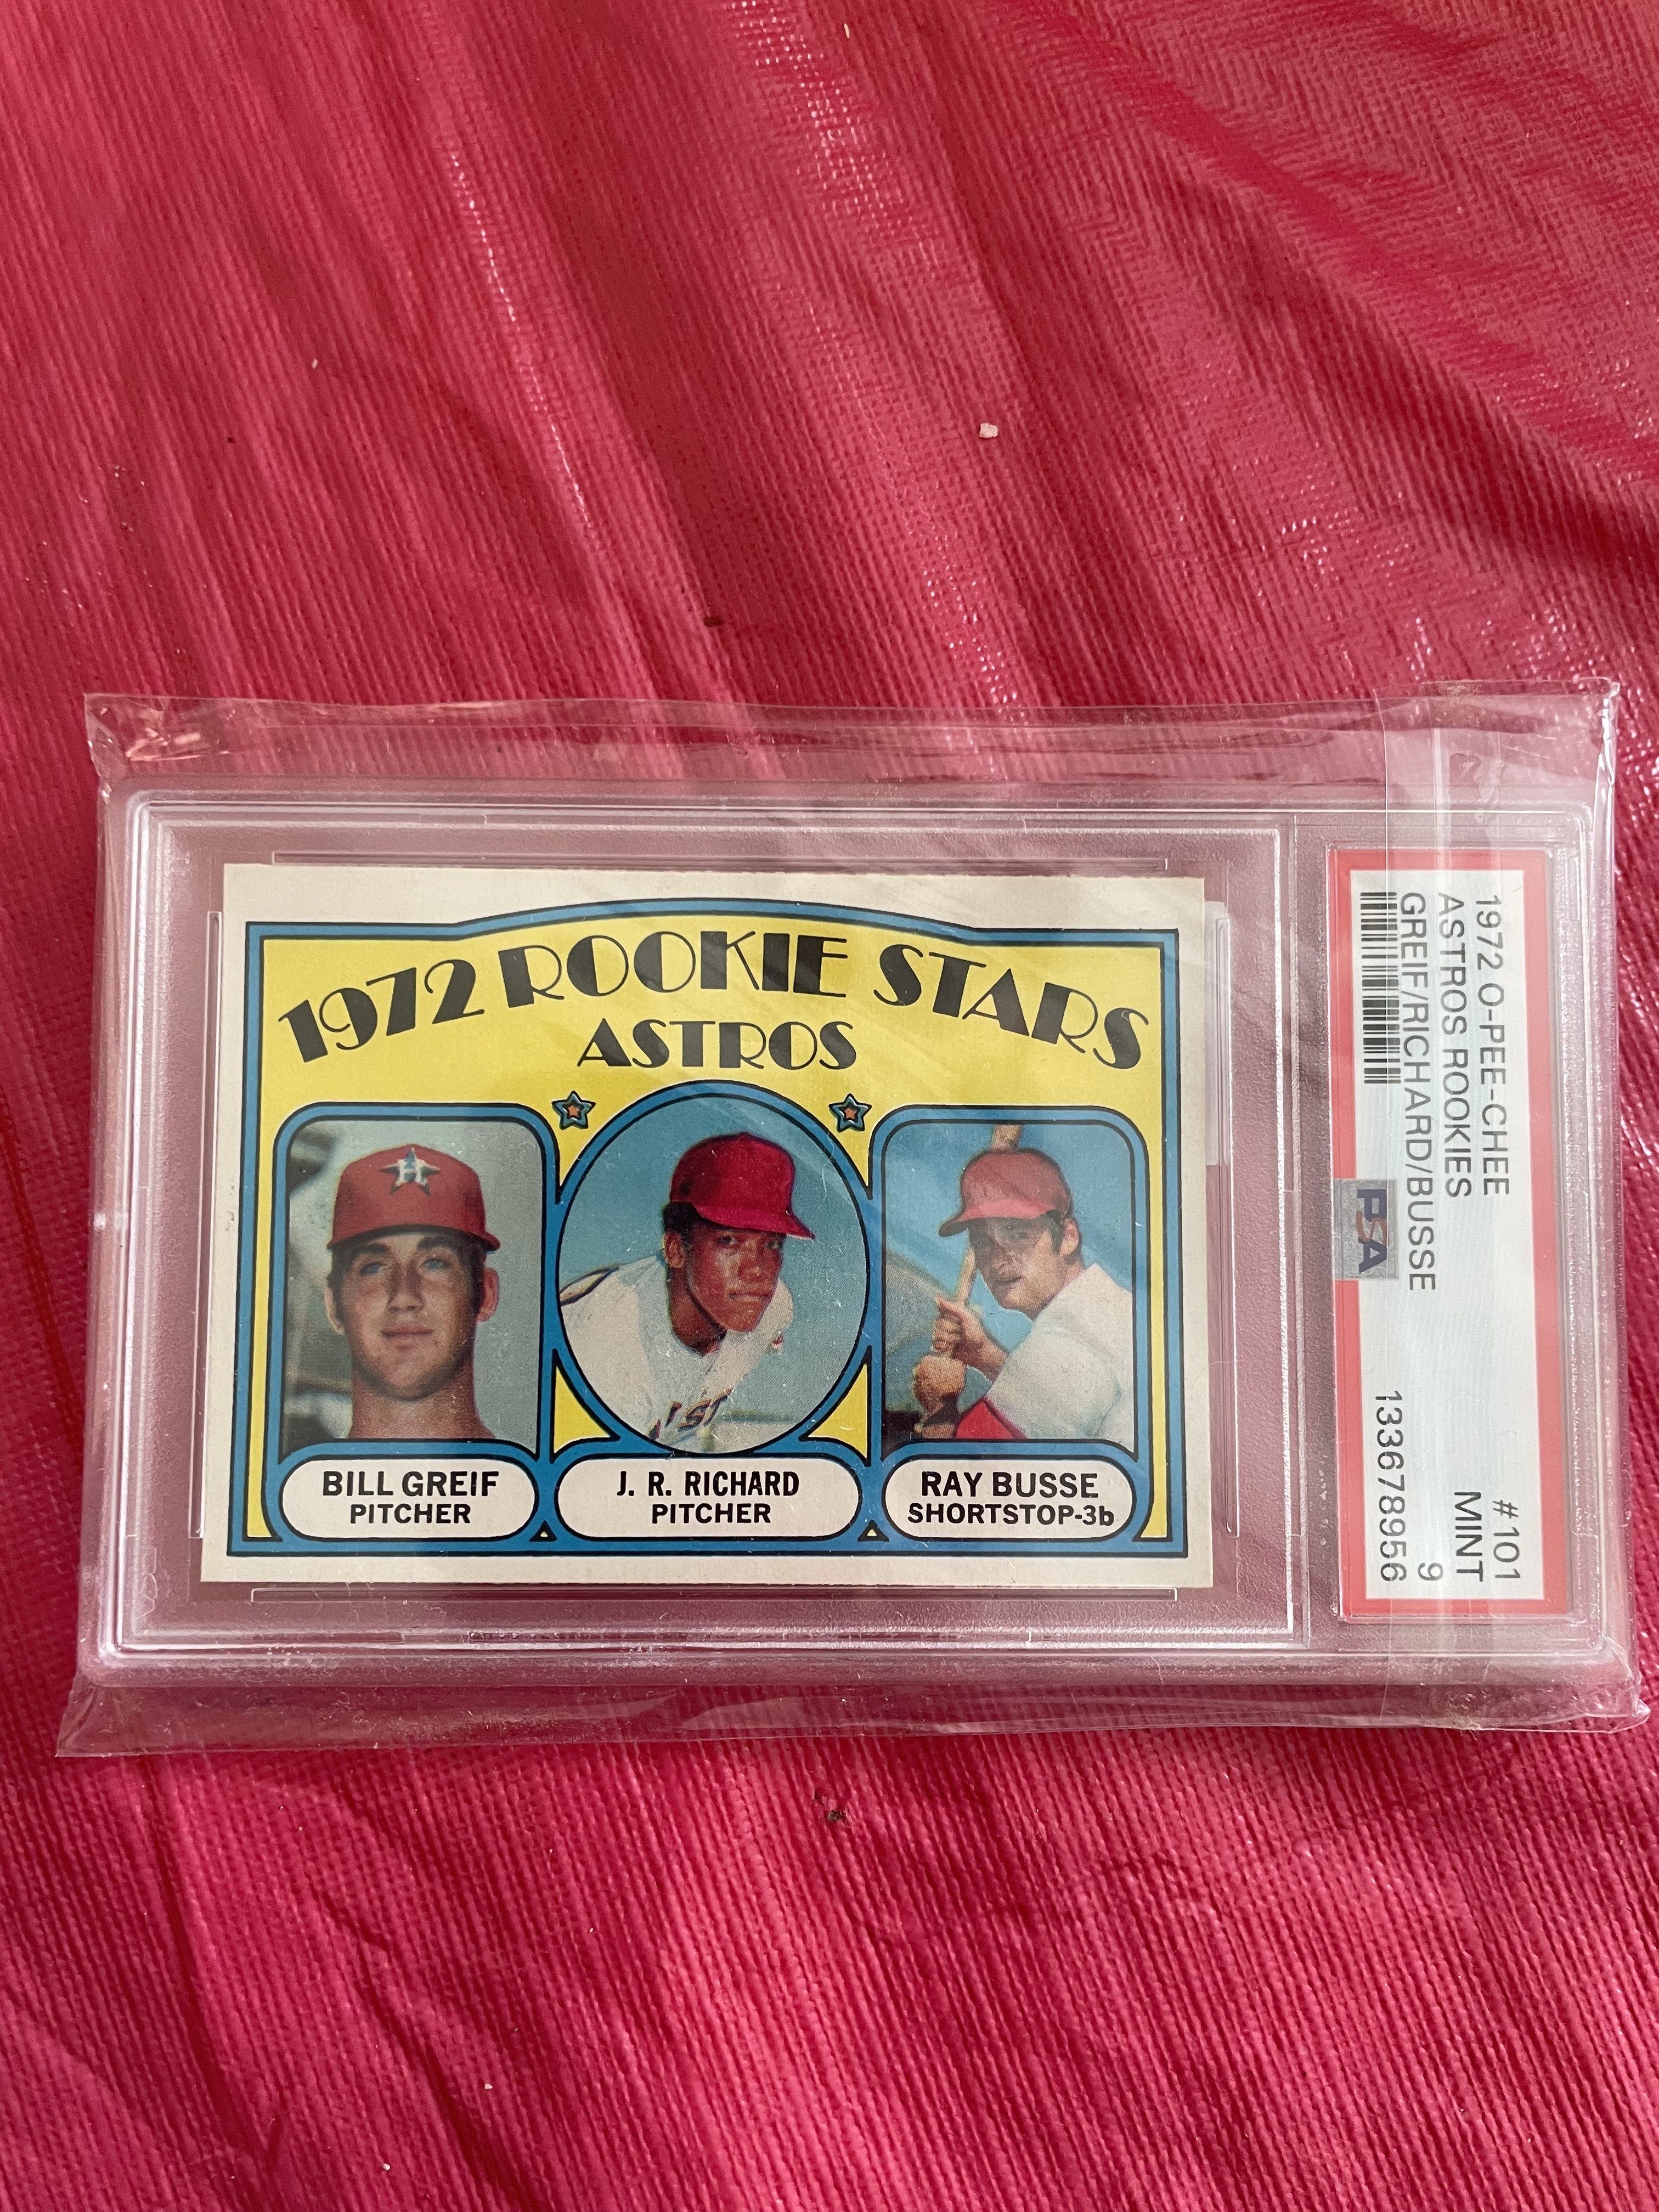 1972 ROOKIE STARS
ASTROS
BILL GREIF
PITCHER
J. R. RICHARD
PITCHER
RAY BUSSE
SHORTSTOP-3b
1972 O-PEE-CHEE #101
ASTROS ROOKIES MINT
GREIF/RICHARD/BUSSE 9
PSA 133678956